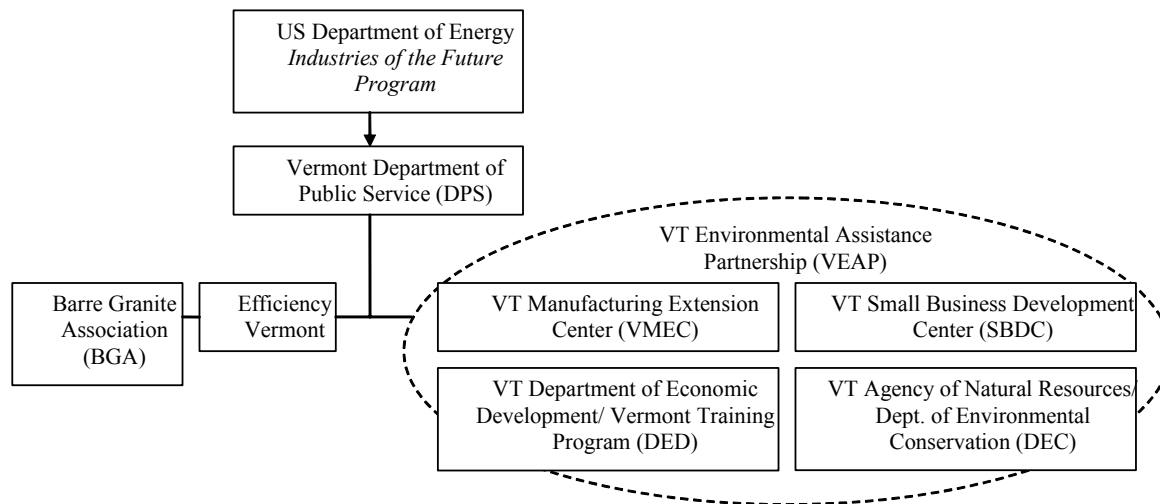 US Department of Energy
Industries of the Future
Program
Vermont Department of
Public Service (DPS)
VT Environmental Assistance
Partnership (VEAP)
Barre Granite
Association
(BGA)
Efficiency
Vermont
VT Manufacturing Extension
Center (VMEC)
VT Small Business Development
Center (SBDC)
VT Department of Economic
Development/ Vermont Training
Program (DED)
VT Agency of Natural Resources/
Dept. of Environmental
Conservation (DEC)